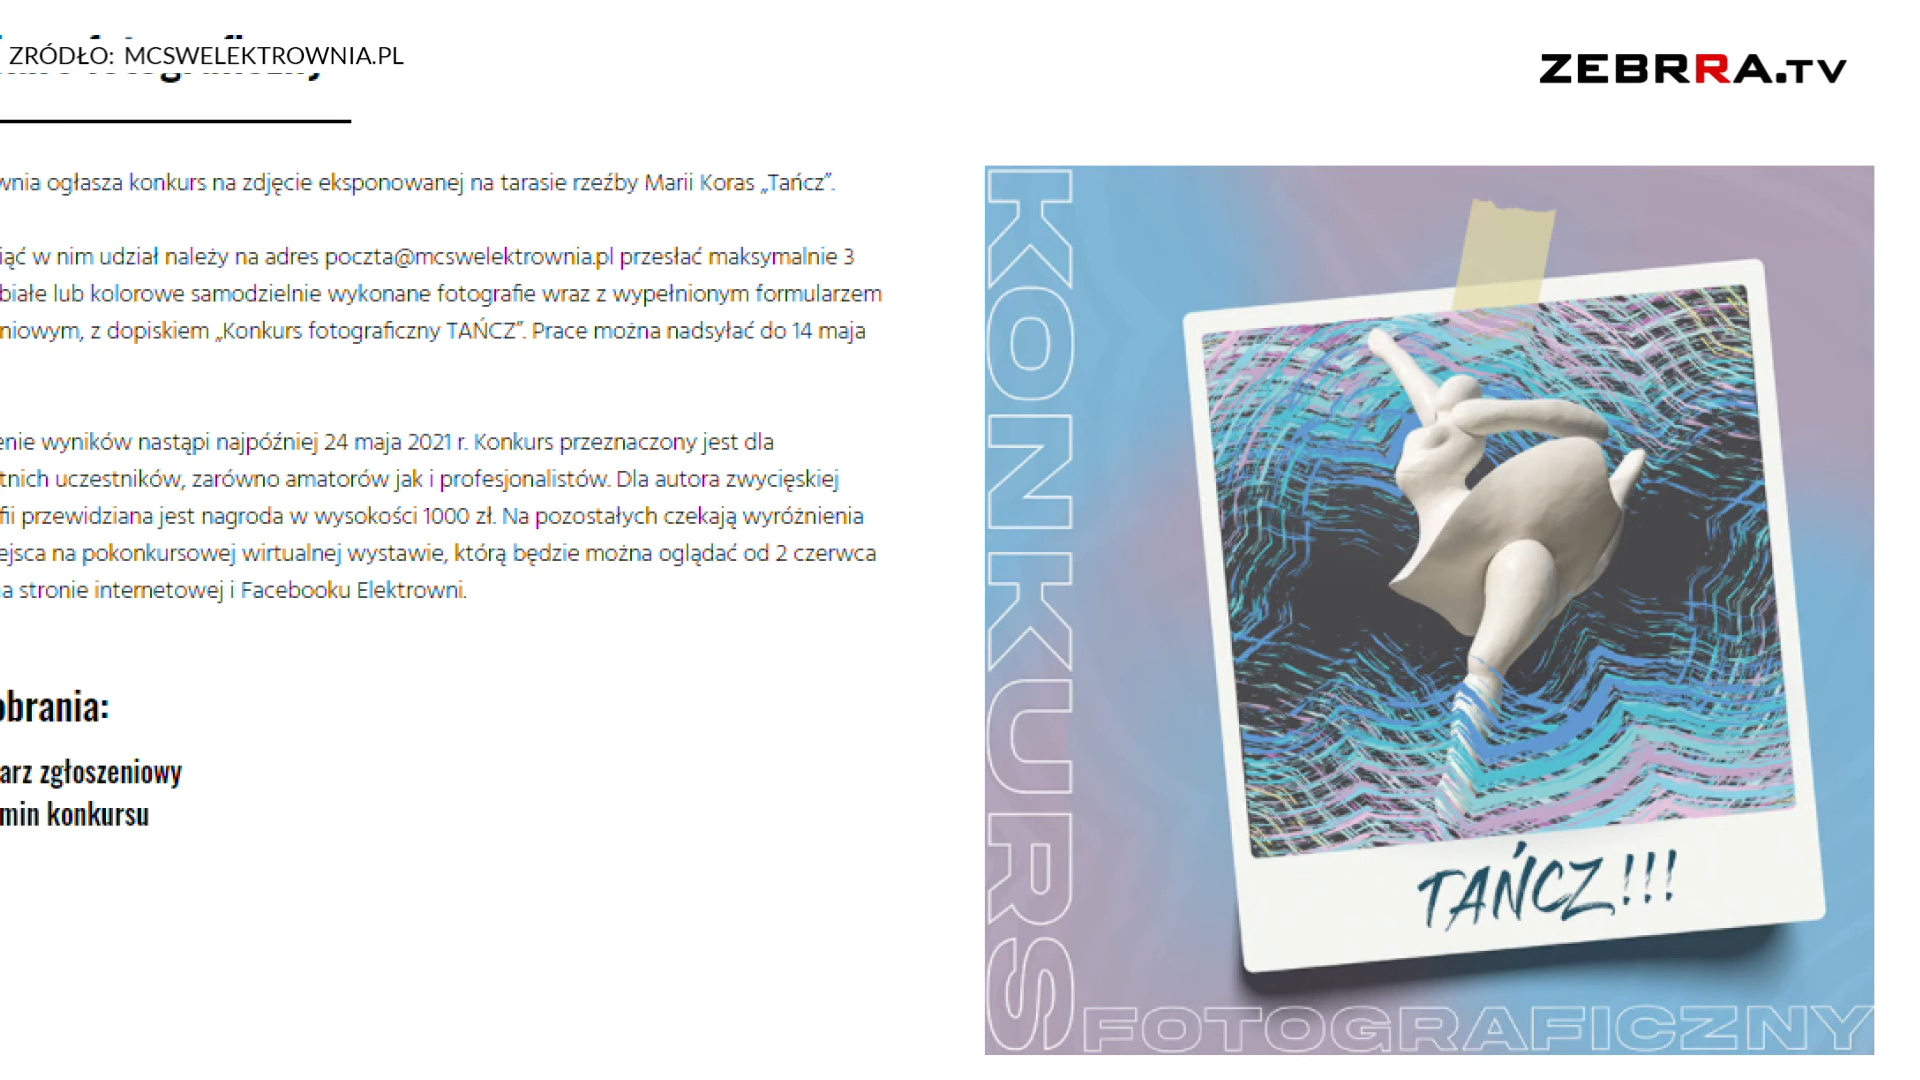 ZRÓDŁO: MCSWELEKTROWNIA.PL
ZEBRRA.TV
wnia ogłasza konkurs na zdjęcie eksponowanej na tarasie rzeźby Marii Koras „Tańcz”.
iąć w nim udział należy na adres poczta@mcswelektrownia.pl przesłać maksymalnie 3
białe lub kolorowe samodzielnie wykonane fotografie wraz z wypełnionym formularzem
niowym, z dopiskiem „Konkurs fotograficzny TAŃCZ”. Prace można nadsyłać do 14 maja
enie wyników nastąpi najpóźniej 24 maja 2021 r. Konkurs przeznaczony jest dla
tnich uczestników, zarówno amatorów jak i profesjonalistów. Dla autora zwycięskiej
fii przewidziana jest nagroda w wysokości 1000 zł. Na pozostałych czekają wyróżnienia
ejsca na pokonkursowej wirtualnej wystawie, którą będzie można oglądać od 2 czerwca
a stronie internetowej i Facebooku Elektrowni.
obrania:
arz zgłoszeniowy
min konkursu
KONKURS
TAŃCZ!!!
FOTOGRAFICZNY